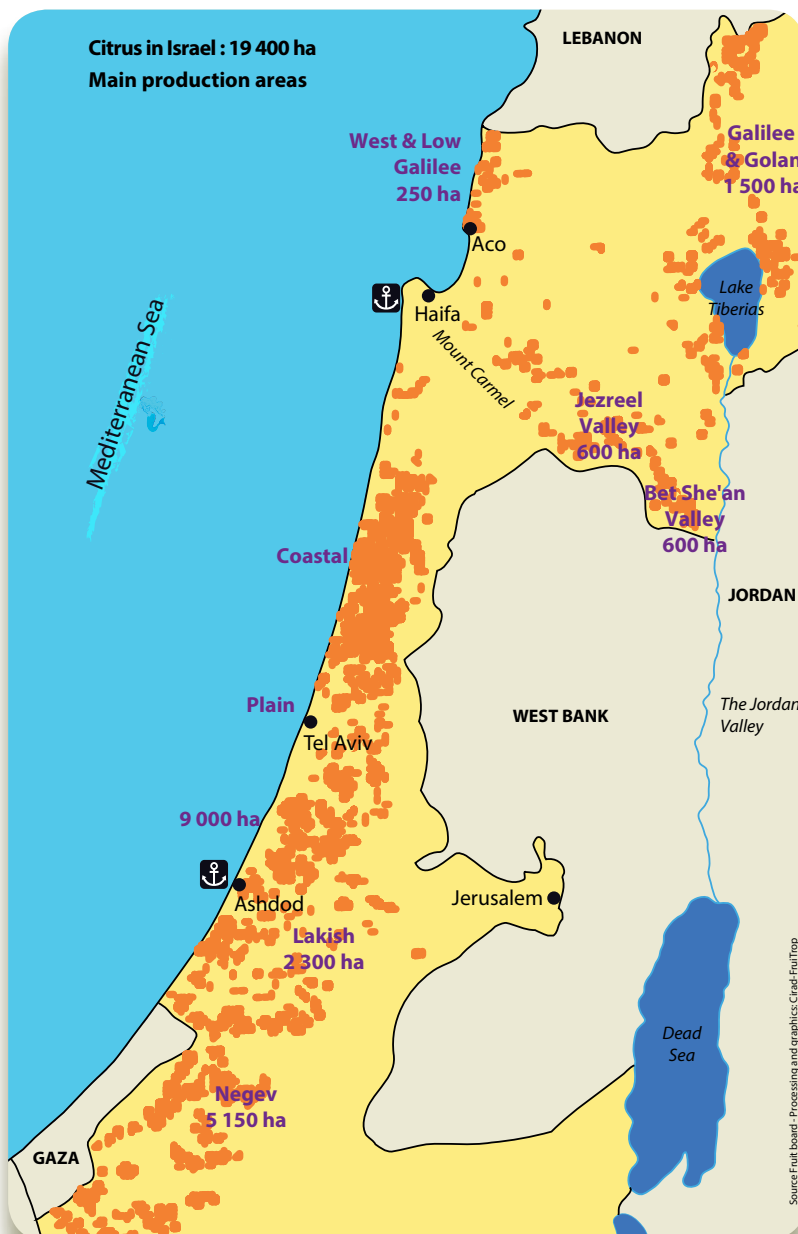 Citrus in Israel : 19 400 ha
Main production areas
LEBANON
West & Low
Galilee
250 ha
Galilee
& Golan
1 500 ha
Aco
Haifa
Lake
Tiberias
Mediterranean Sea
Mount Carmel
Jezreel
Valley
600 ha
Bet She'an
Valley
600 ha
Coastal
JORDAN
Plain
WEST BANK
The Jordan
Valley
Tel Aviv
9 000 ha
Ashdod
Jerusalem
Lakish
2 300 ha
Dead
Sea
Negev
5 150 ha
GAZA
Source Fruit board - Processing and graphics: Cirad-FruiTrop